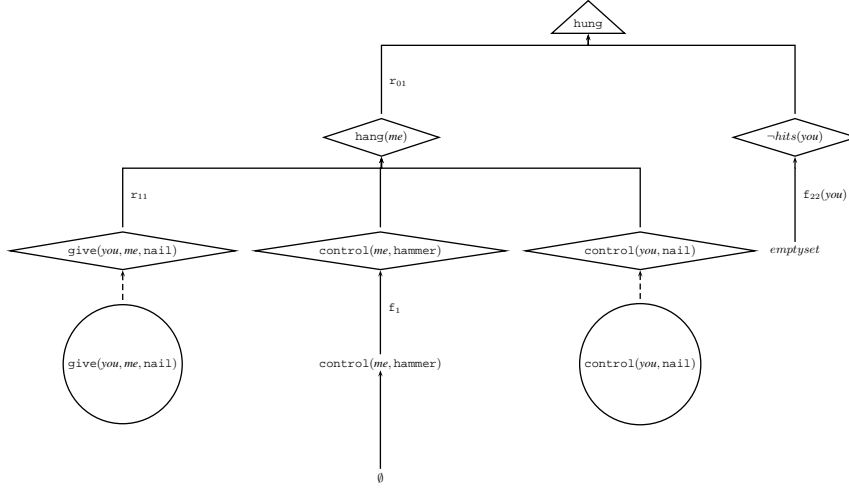 hung
r₀₁
hang(me)
¬hits(you)
r₁₁
f₂₂(you)
give(you, me, nail)
control(me, hammer)
control(you, nail)
emptyset
f₁
give(you, me, nail)
control(me, hammer)
control(you, nail)
∅